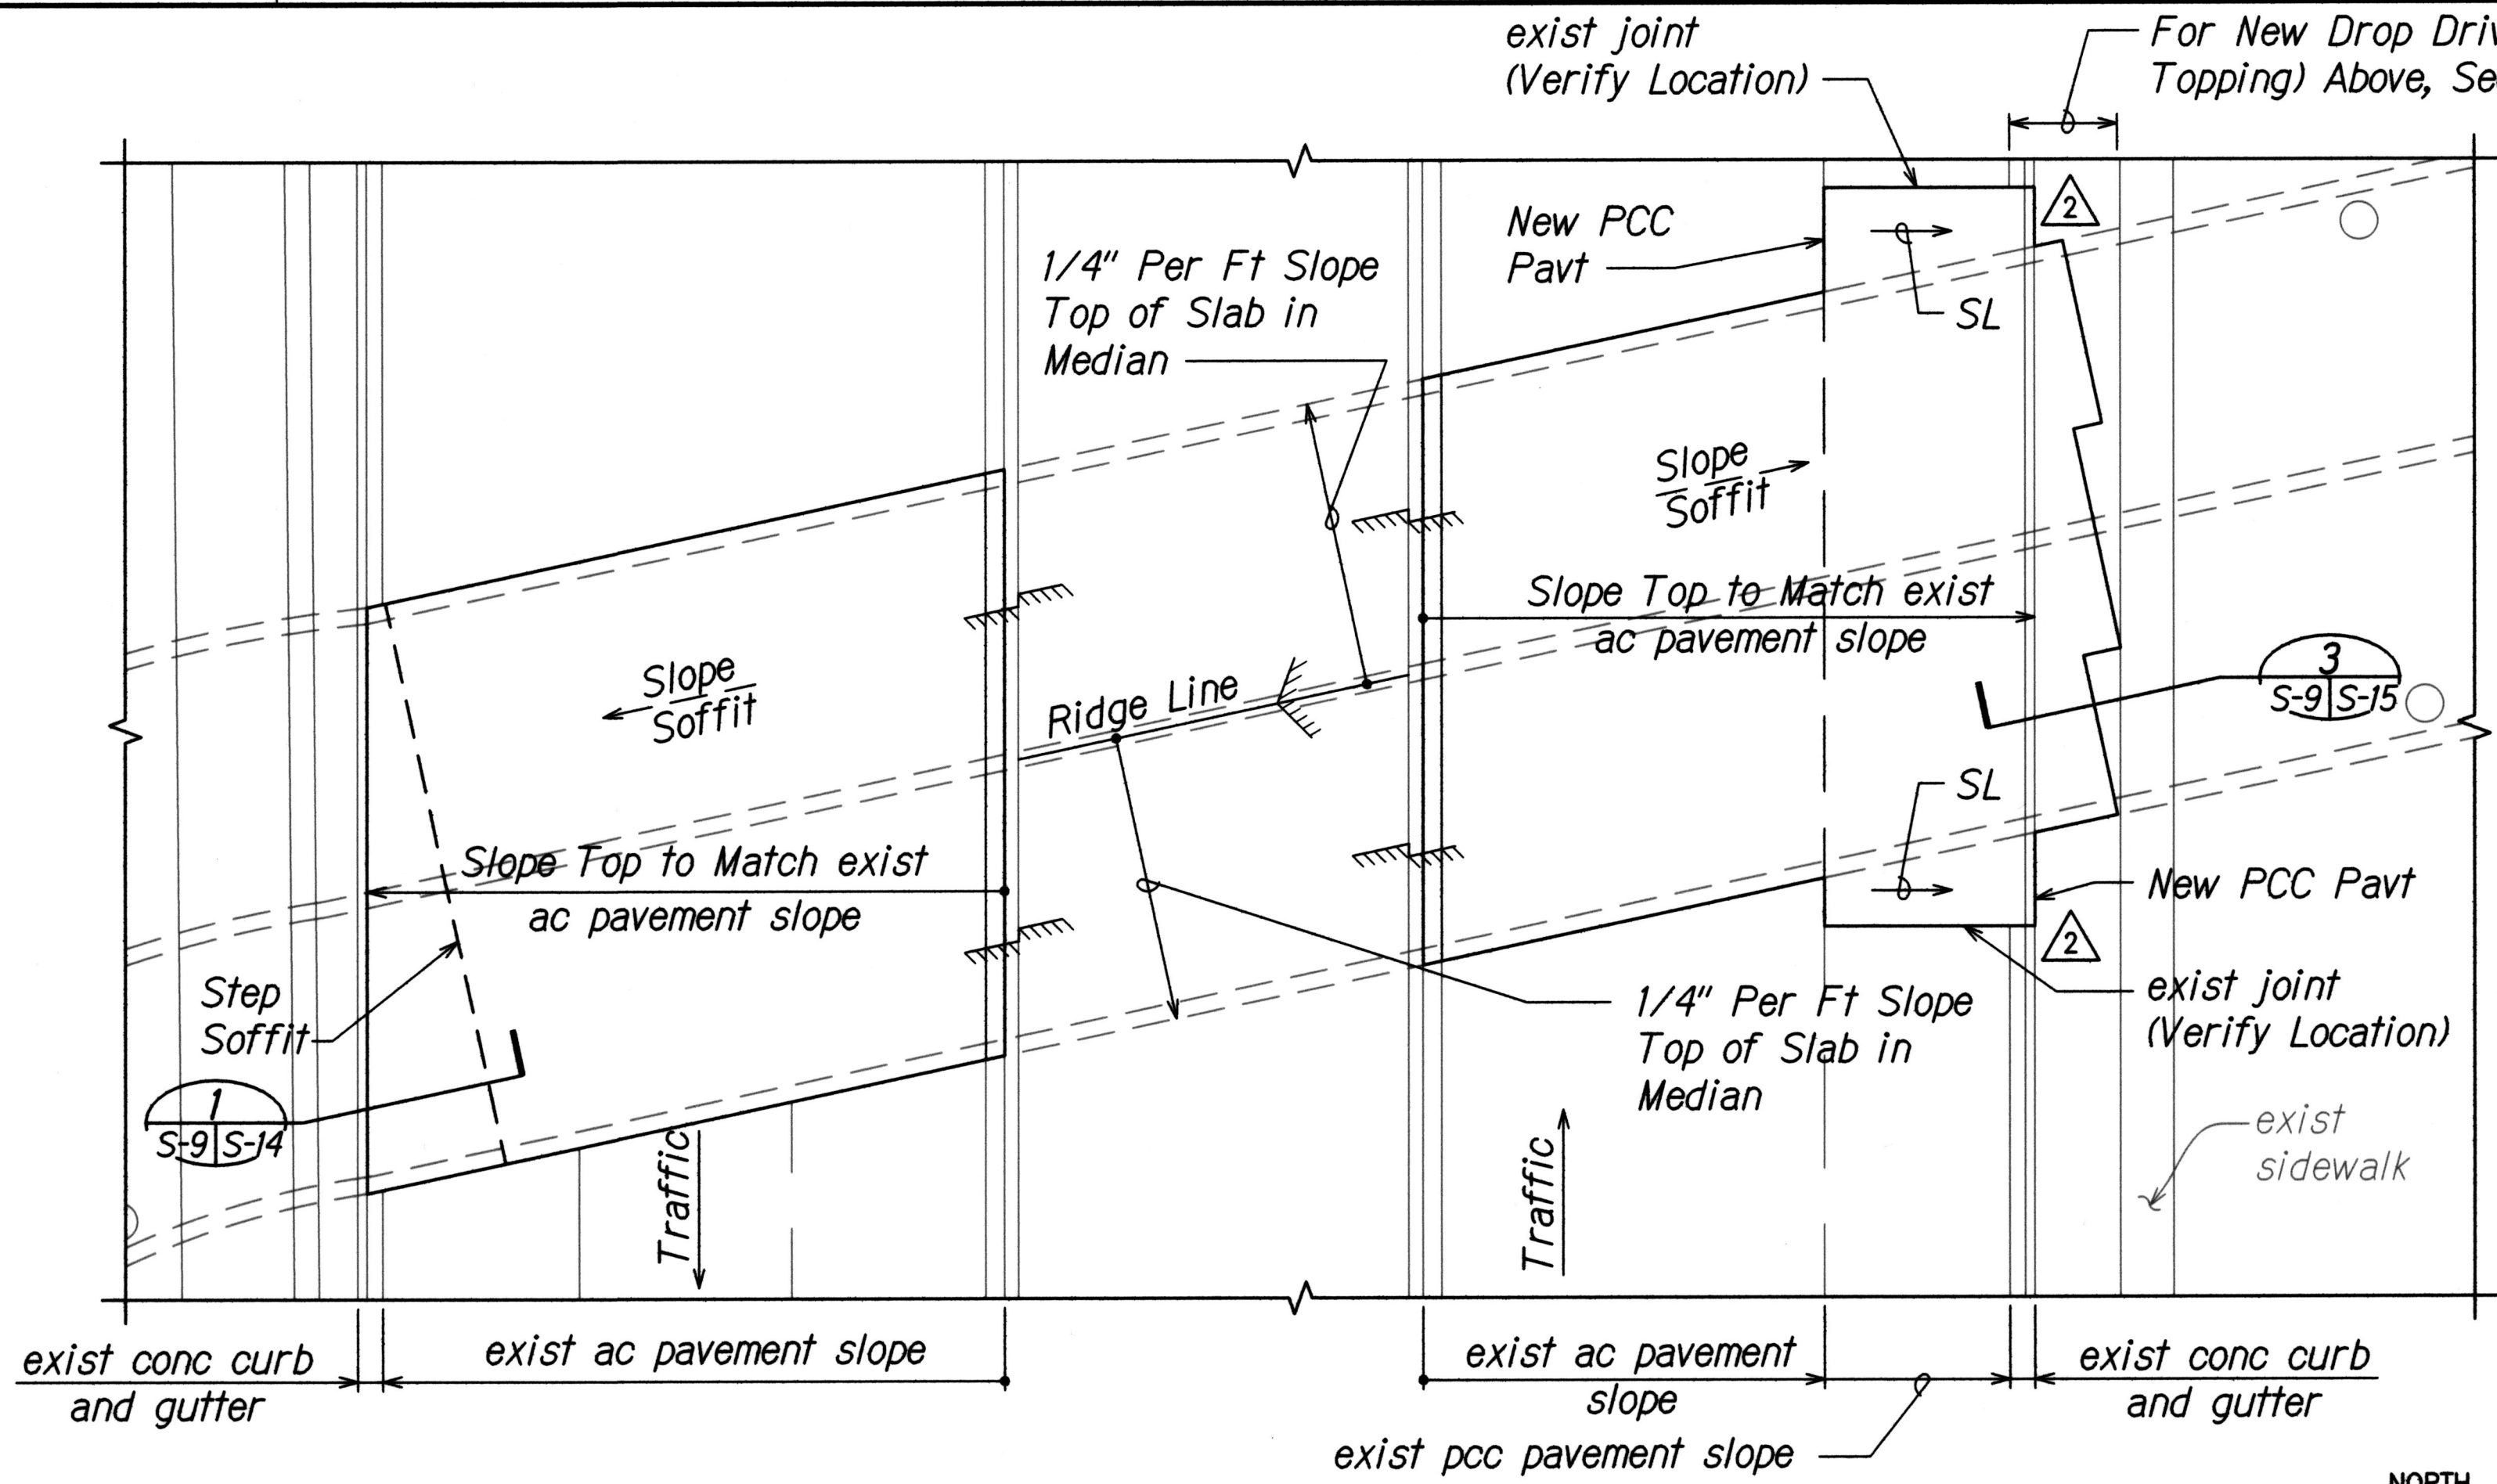 exist joint
(Verify Location)
For New Drop
Topping) Above,
New PCC
Pavt
2
1/4" Per Ft Slope
Top of Slab in
Median
SL
Slope
Soffit
Slope Top to Match exist
ac pavement slope
3
S-9 S-15
Slope
Soffit
Ridge Line
SL
Slope Top to Match exist
ac pavement slope
New PCC Pavt
2
Step
Soffit
exist joint
(Verify Location)
1/4" Per Ft Slope
Top of Slab in
Median
1
S-9 S-14
Traffic
Traffic
exist
sidewalk
exist conc curb
and gutter
exist ac pavement slope
exist ac pavement
slope
exist conc curb
and gutter
exist pcc pavement slope
NORTH